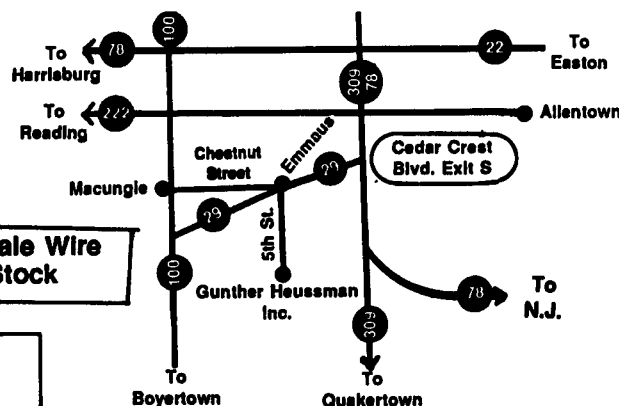 100
To
Harrisburg
78
22
To
Easton
309
78
To
Reading
222
Allentown
Chestnut
Street
Emmaus
Cedar Crest
Blvd. Exit S
Macungie
29
29
5th St.
ale Wire
Stock
100
Gunther Heussman
Inc.
78
To
N.J.
309
To
Boyertown
To
Quakertown